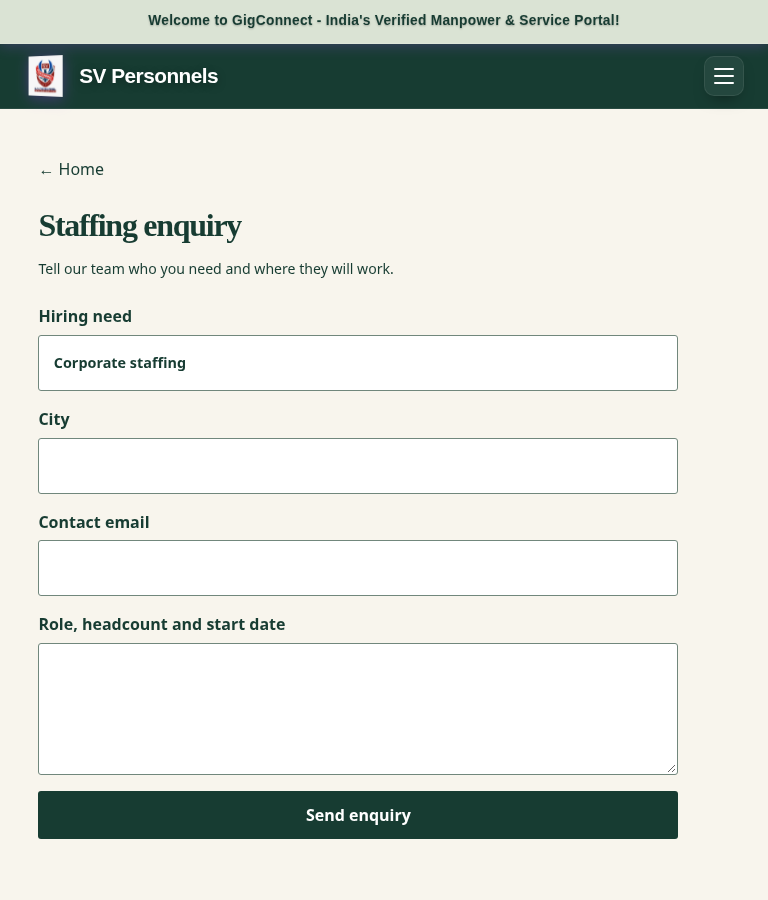 Welcome to GigConnect - India's Verified Manpower & Service Portal!
SV Personnels
← Home
Staffing enquiry
Tell our team who you need and where they will work.
Hiring need
Corporate staffing
City
Contact email
Role, headcount and start date
Send enquiry